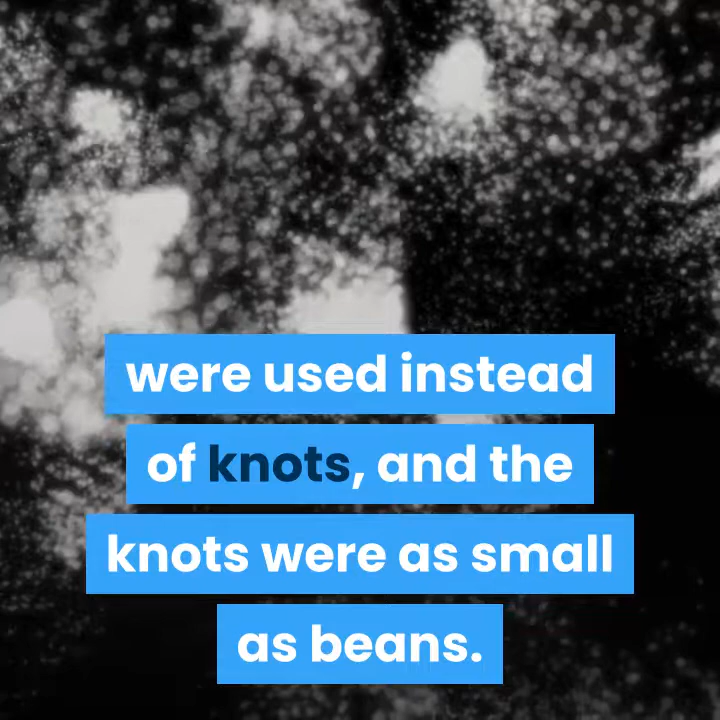 were used instead
of knots, and the
knots were as small
as beans.